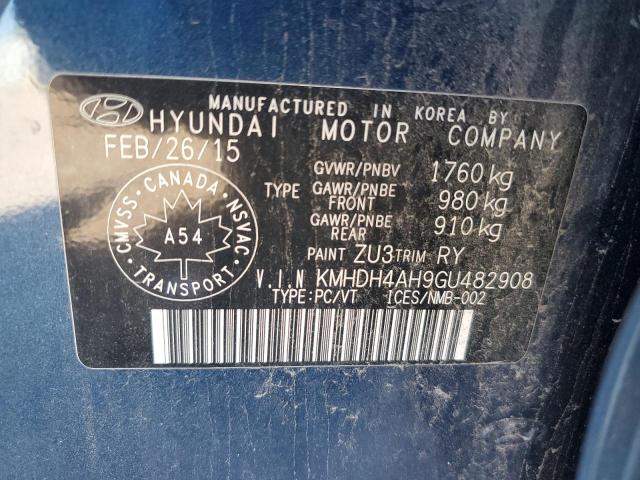 MANUFACTURED IN KOREA BY
HYUNDAI MOTOR COMPANY
FEB/26/15
GVWR/PNBV 1760 kg
TYPE GAWR/PNBE FRONT 980 kg
GAWR/PNBE REAR 910 kg
CMVSS · CANADA · NSVAC
A54
TRANSPORT
PAINT ZU3 TRIM RY
V.I.N KMHDH4AH9GU482908
TYPE:PC/VT ICES/NMB-002